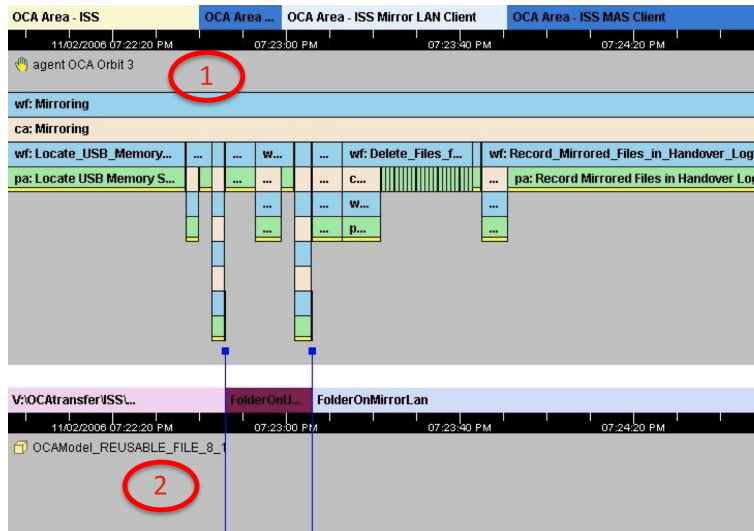 OCA Area - ISS
OCA Area ...
OCA Area - ISS Mirror LAN Client
OCA Area - ISS MAS Client
11/02/2006 07:22:20 PM
07:23:00 PM
07:23:40 PM
07:24:20 PM
agent OCA Orbit 3
1
wf: Mirroring
ca: Mirroring
wf: Locate_USB_Memory...
...
...
w...
...
wf: Delete_Files_f...
wf: Record_Mirrored_Files_in_Handover_Log
pa: Locate USB Memory S...
...
...
...
c...
...
pa: Record Mirrored Files in Handover Log
...
...
w...
...
...
...
p...
...
V:\OCAtransfer\ISS\...
FolderOnU...
FolderOnMirrorLan
11/02/2006 07:22:20 PM
07:23:00 PM
07:23:40 PM
07:24:20 PM
OCAModel_REUSABLE_FILE_8_1
2